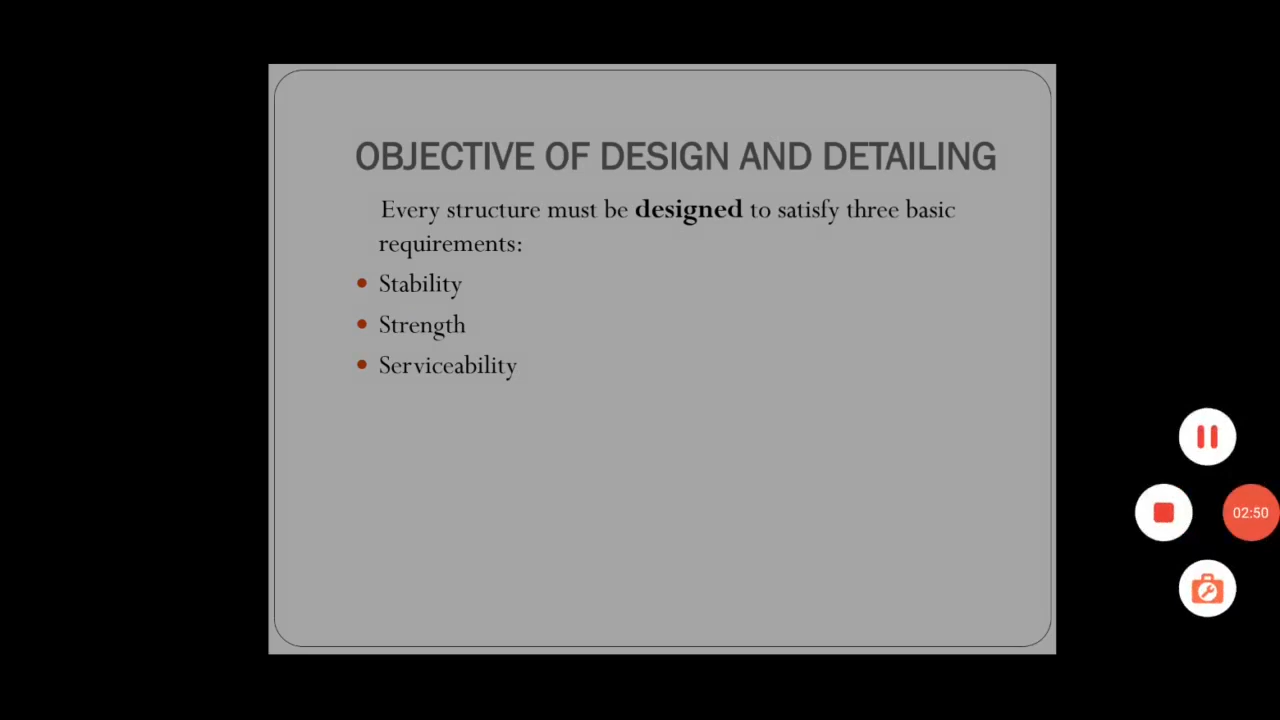 OBJECTIVE OF DESIGN AND DETAILING
Every structure must be designed to satisfy three basic
requirements:
• Stability
• Strength
• Serviceability
02:50